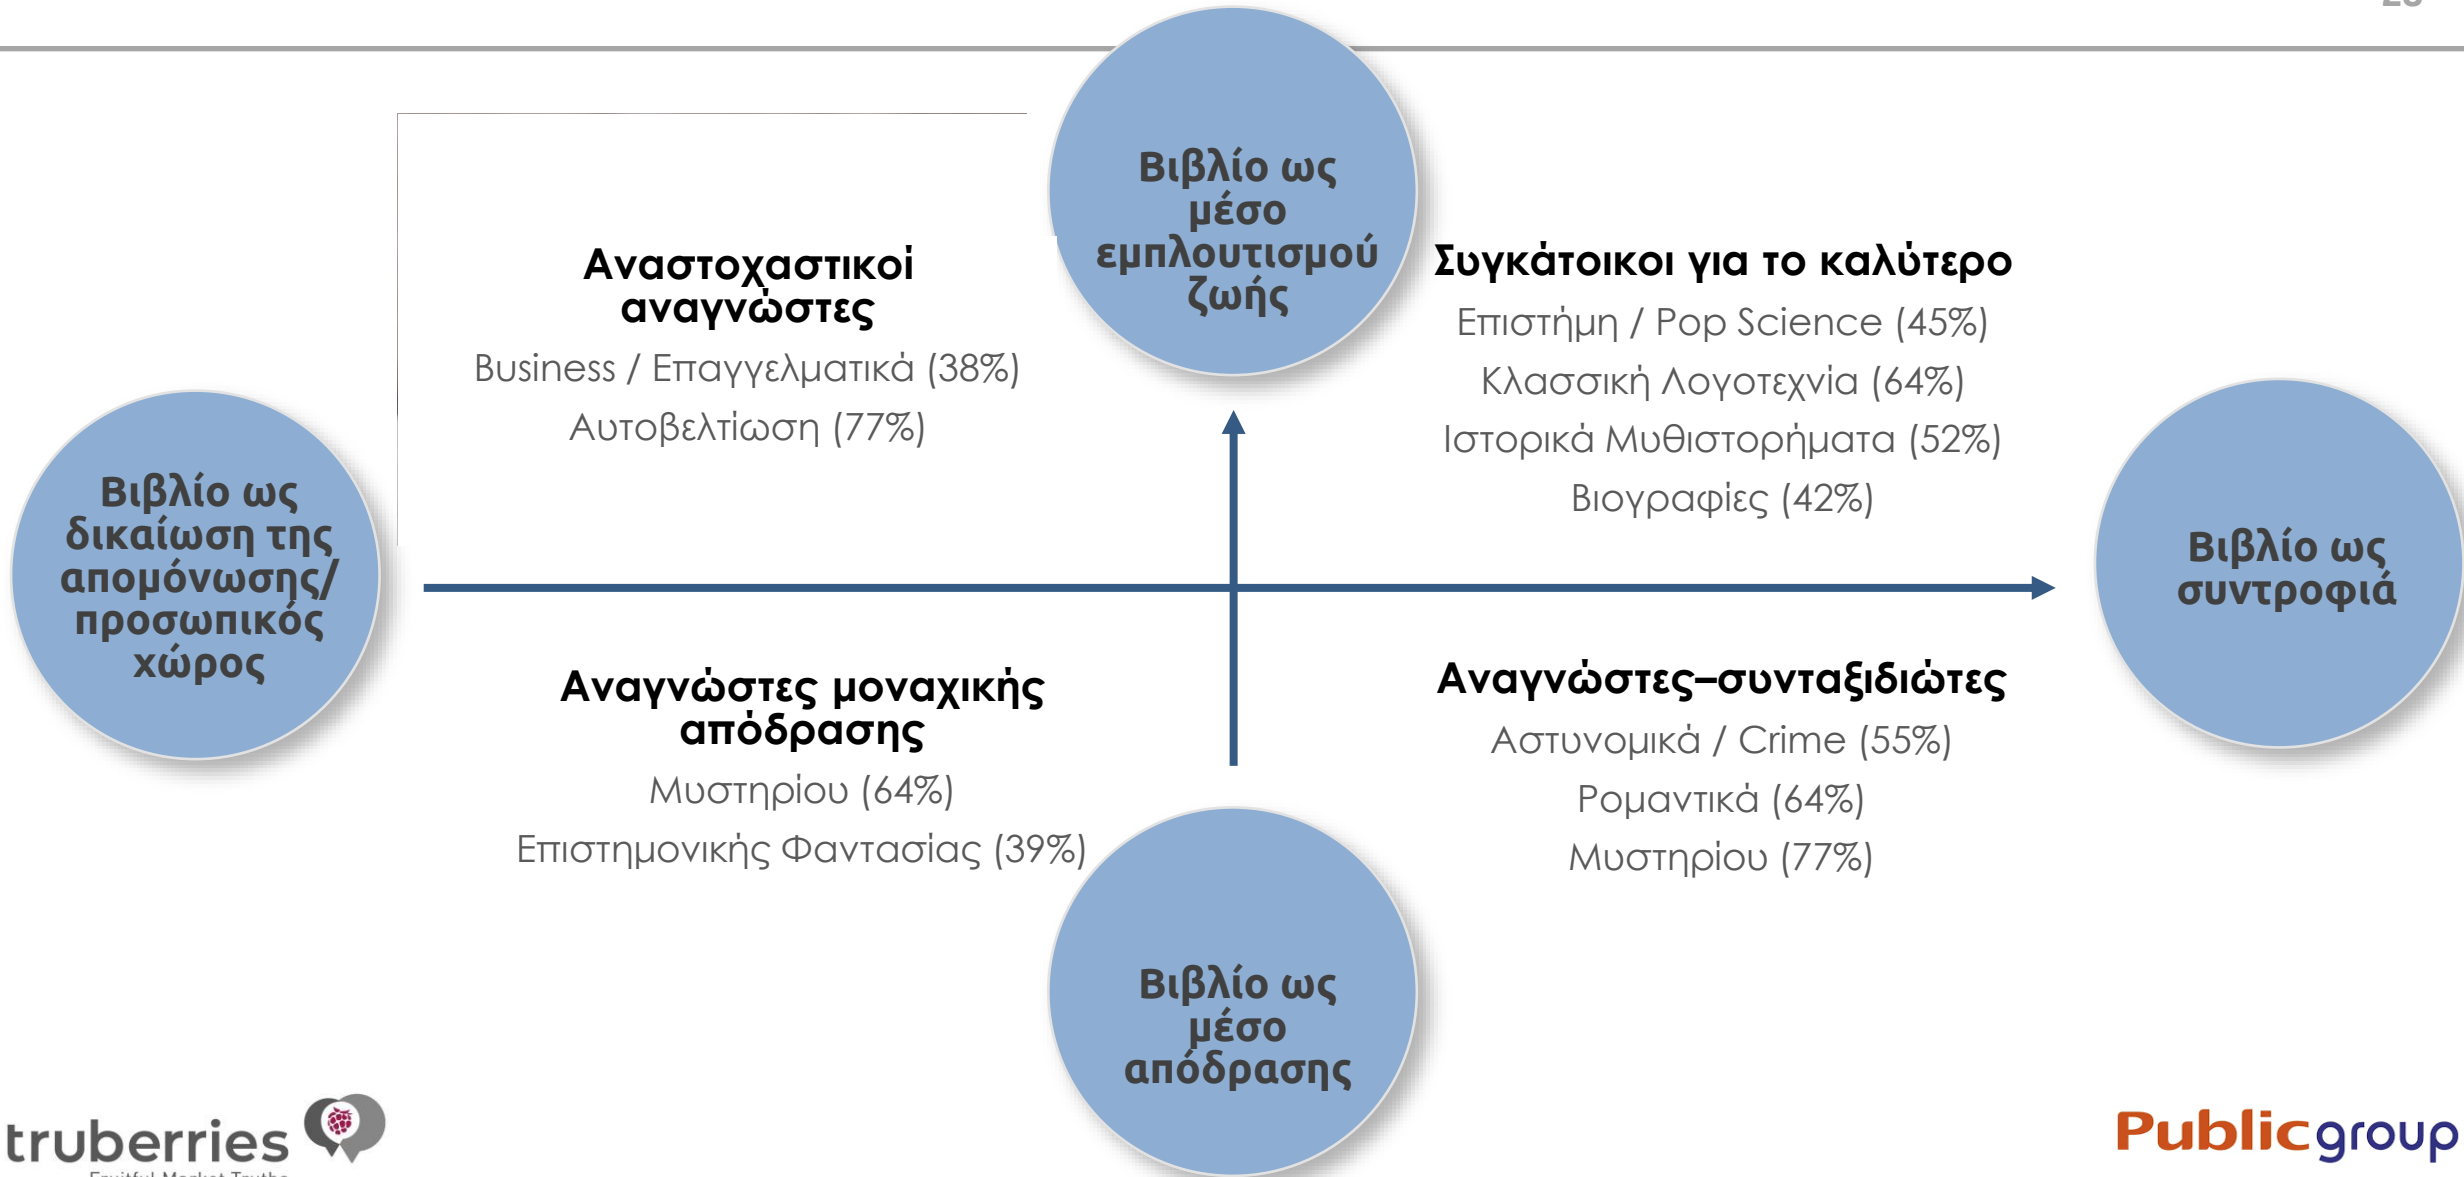 Βιβλίο ως
μέσο
εμπλουτισμού
ζωής
Αναστοχαστικοί
αναγνώστες
Business / Επαγγελματικά (38%)
Αυτοβελτίωση (77%)
Συγκάτοικοι για το καλύτερο
Επιστήμη / Pop Science (45%)
Κλασσική Λογοτεχνία (64%)
Ιστορικά Μυθιστορήματα (52%)
Βιογραφίες (42%)
Βιβλίο ως
δικαίωση της
απομόνωσης/
προσωπικός
χώρος
Βιβλίο ως
συντροφιά
Αναγνώστες μοναχικής
απόδρασης
Μυστηρίου (64%)
Επιστημονικής Φαντασίας (39%)
Αναγνώστες–συνταξιδιώτες
Αστυνομικά / Crime (55%)
Ρομαντικά (64%)
Μυστηρίου (77%)
Βιβλίο ως
μέσο
απόδρασης
truberries
Fruitful Market Truths
Publicgroup